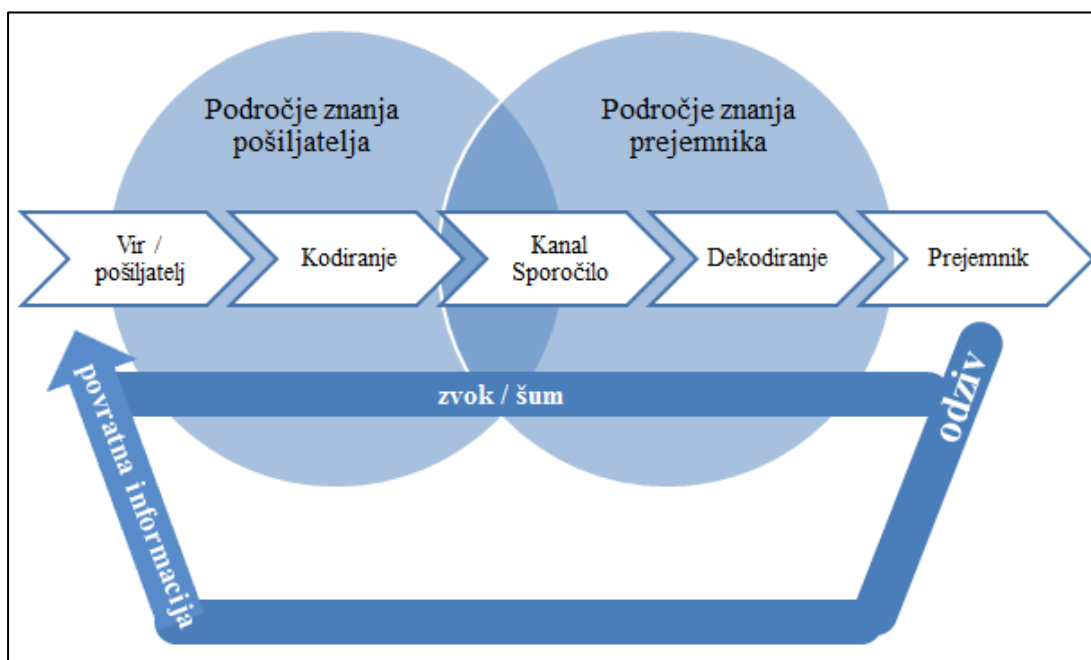 Področje znanja
pošiljatelja
Področje znanja
prejemnika
Vir /
pošiljatelj
Kodiranje
Kanal
Sporočilo
Dekodiranje
Prejemnik
zvok / šum
odziv
povratna informacija